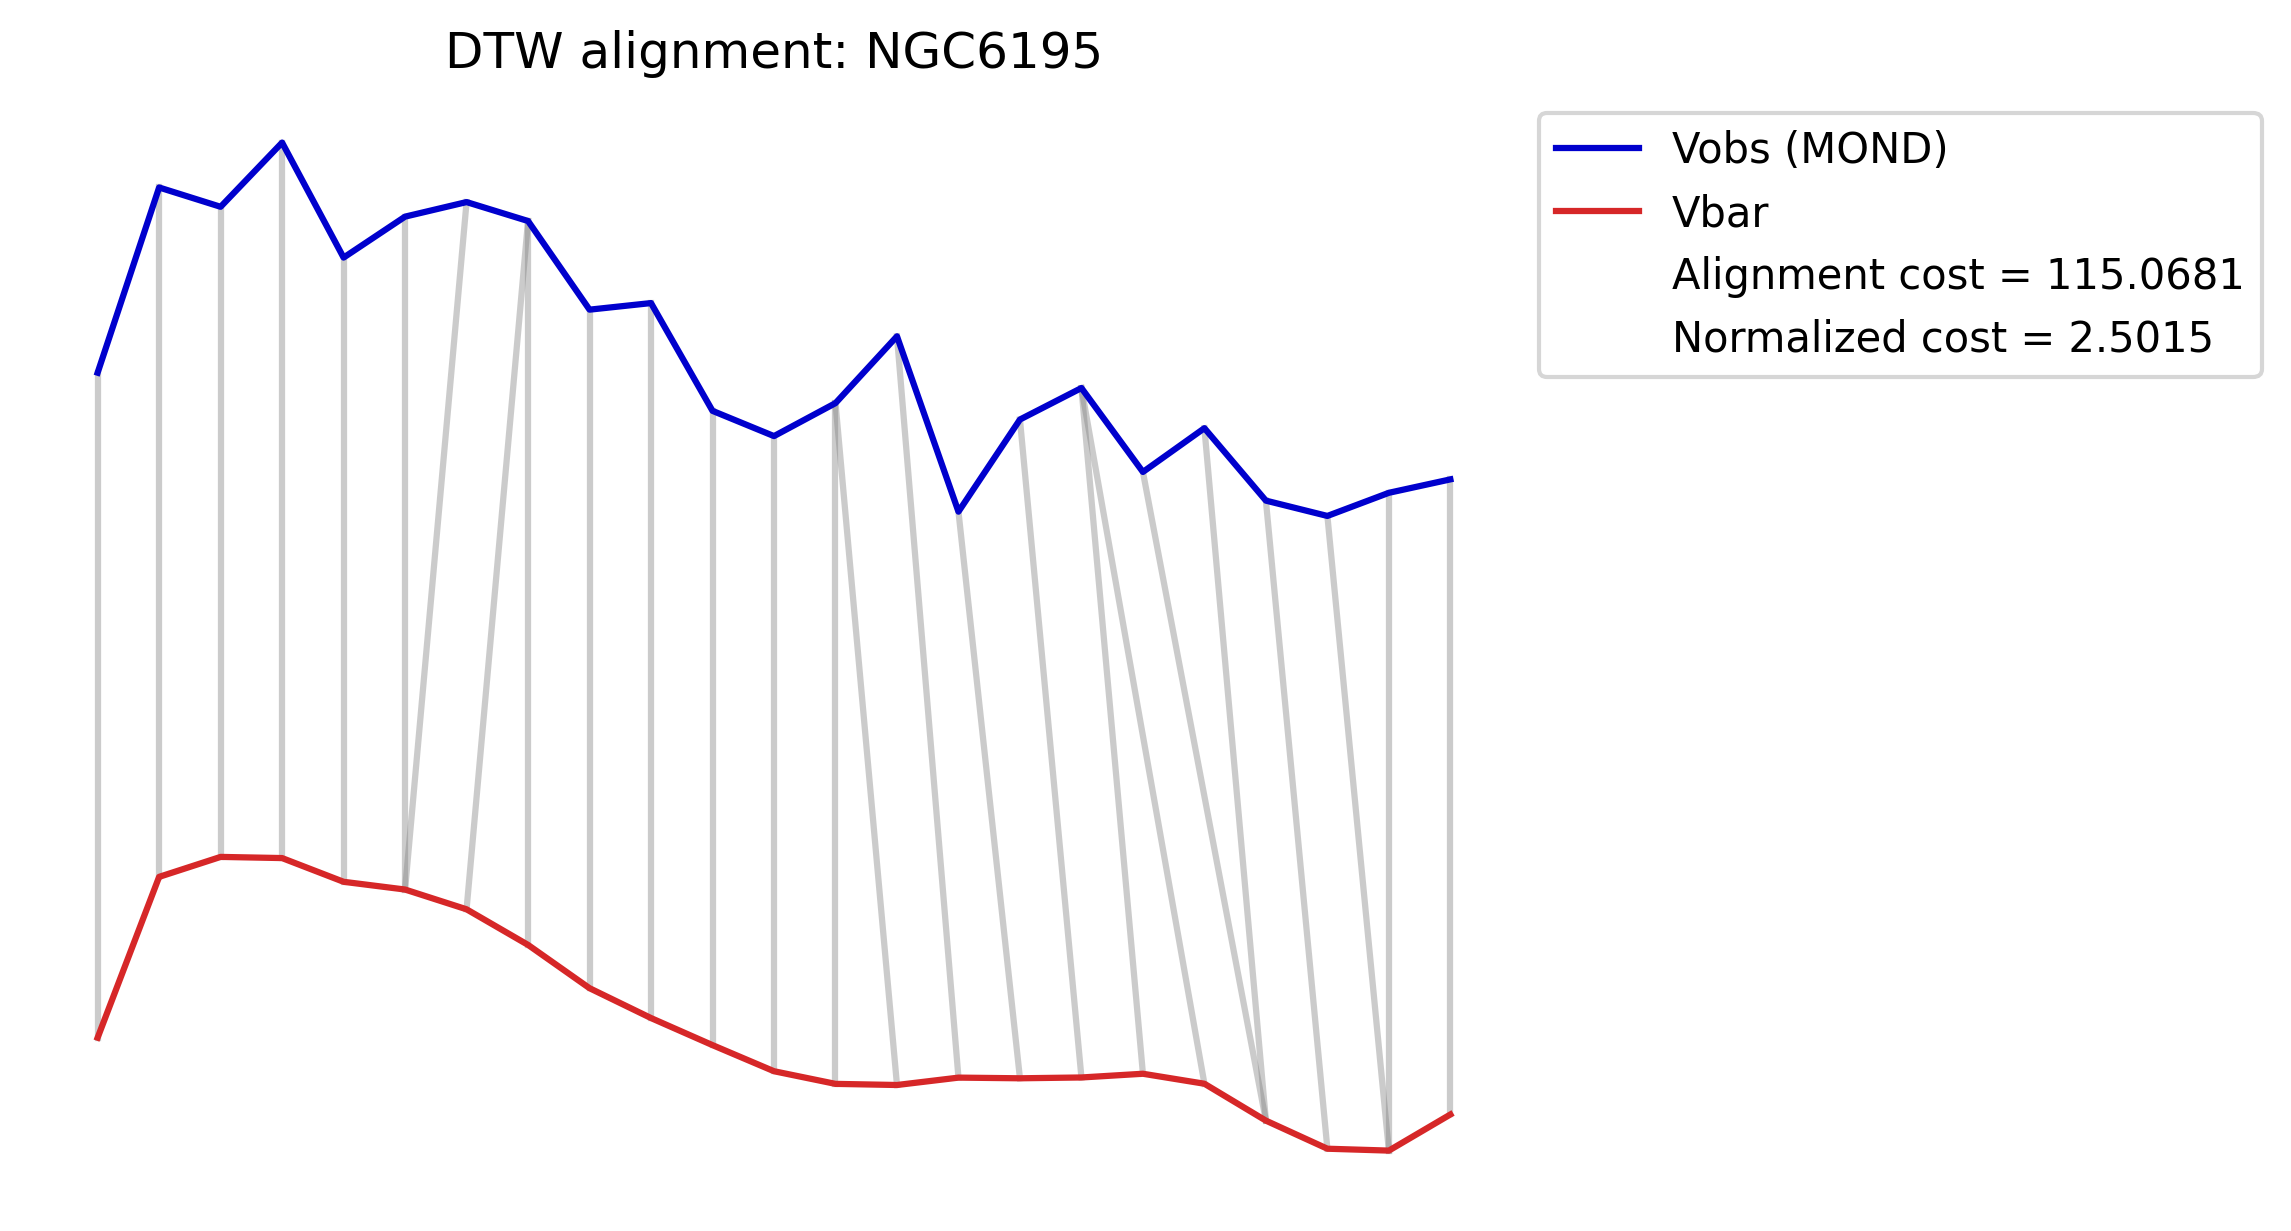 DTW alignment: NGC6195
Vobs (MOND)
Vbar
Alignment cost = 115.0681
Normalized cost = 2.5015